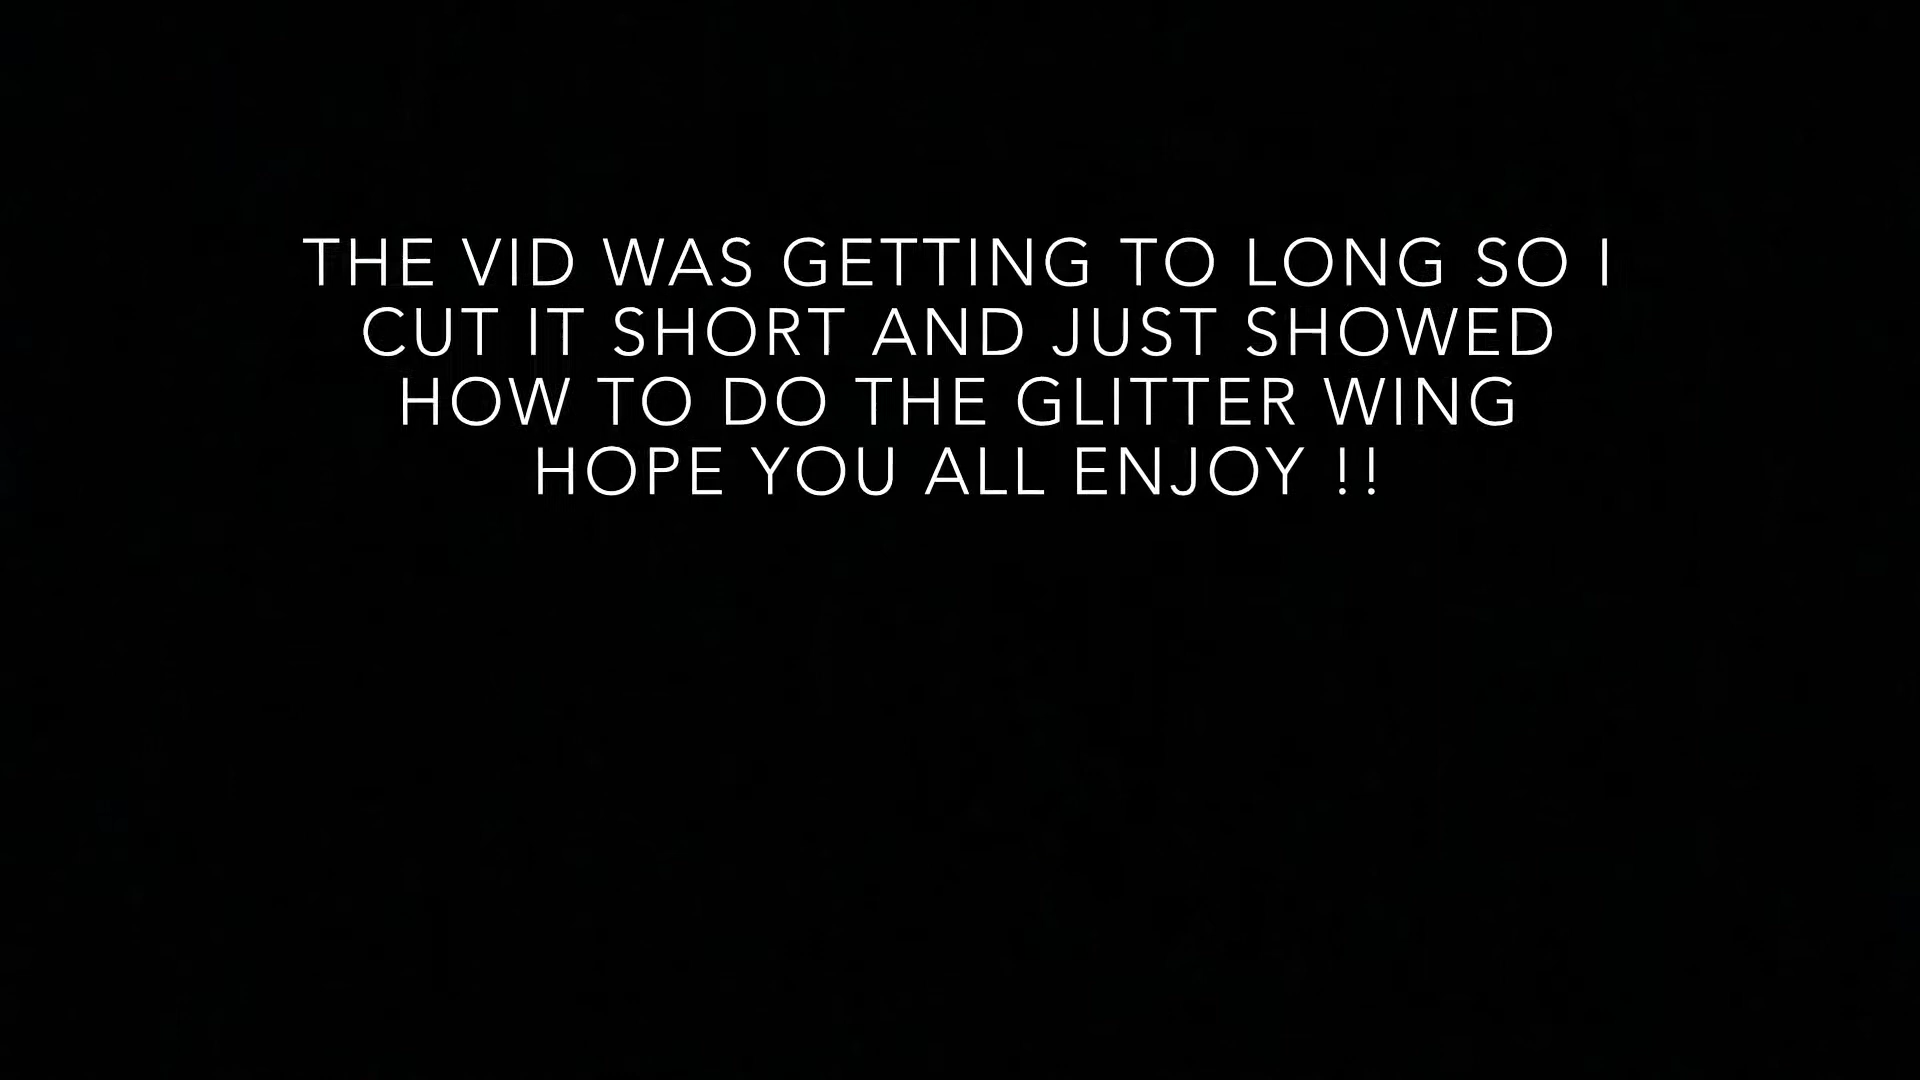 THE VID WAS GETTING TO LONG SO I
CUT IT SHORT AND JUST SHOWED
HOW TO DO THE GLITTER WING
HOPE YOU ALL ENJOY !!